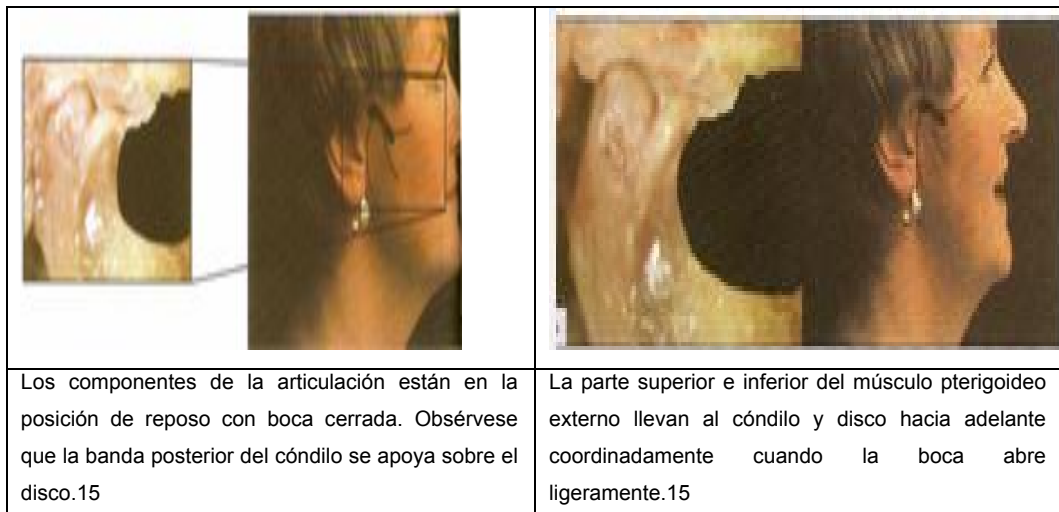 Los componentes de la articulación están en la
posición de reposo con boca cerrada. Obsérvese
que la banda posterior del cóndilo se apoya sobre el
disco.15
La parte superior e inferior del músculo pterigoideo
externo llevan al cóndilo y disco hacia adelante
coordinadamente cuando la boca abre
ligeramente.15